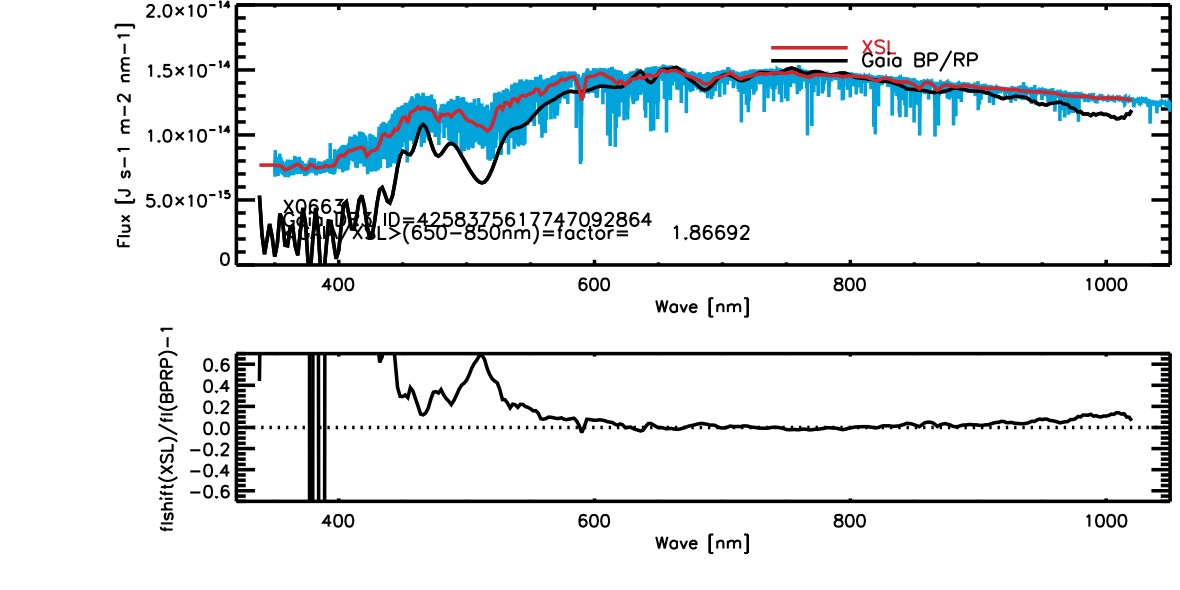 2.0×10−14
1.5×10−14
1.0×10−14
5.0×10−15
0
Flux [J s−1 m−2 nm−1]
XSL
Gaia BP/RP
X0663
Gaia DR3 ID=4258375617747092864
XSL>(650−850nm)=factor= 1.86692
400 600 800 1000
Wave [nm]
flshift(XSL)/fl(BPRP)−1
0.6
0.4
0.2
0.0
−0.2
−0.4
−0.6
400 600 800 1000
Wave [nm]